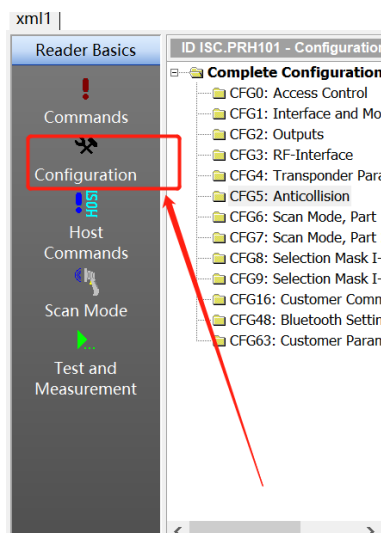 xml1
Reader Basics
Commands
Configuration
HOST
Host
Commands
Scan Mode
Test and
Measurement
ID ISC.PRH101 - Configuration
Complete Configuration
CFG0: Access Control
CFG1: Interface and Mo
CFG2: Outputs
CFG3: RF-Interface
CFG4: Transponder Para
CFG5: Anticollision
CFG6: Scan Mode, Part
CFG7: Scan Mode, Part
CFG8: Selection Mask I-
CFG9: Selection Mask I-
CFG16: Customer Comm
CFG48: Bluetooth Settin
CFG63: Customer Param